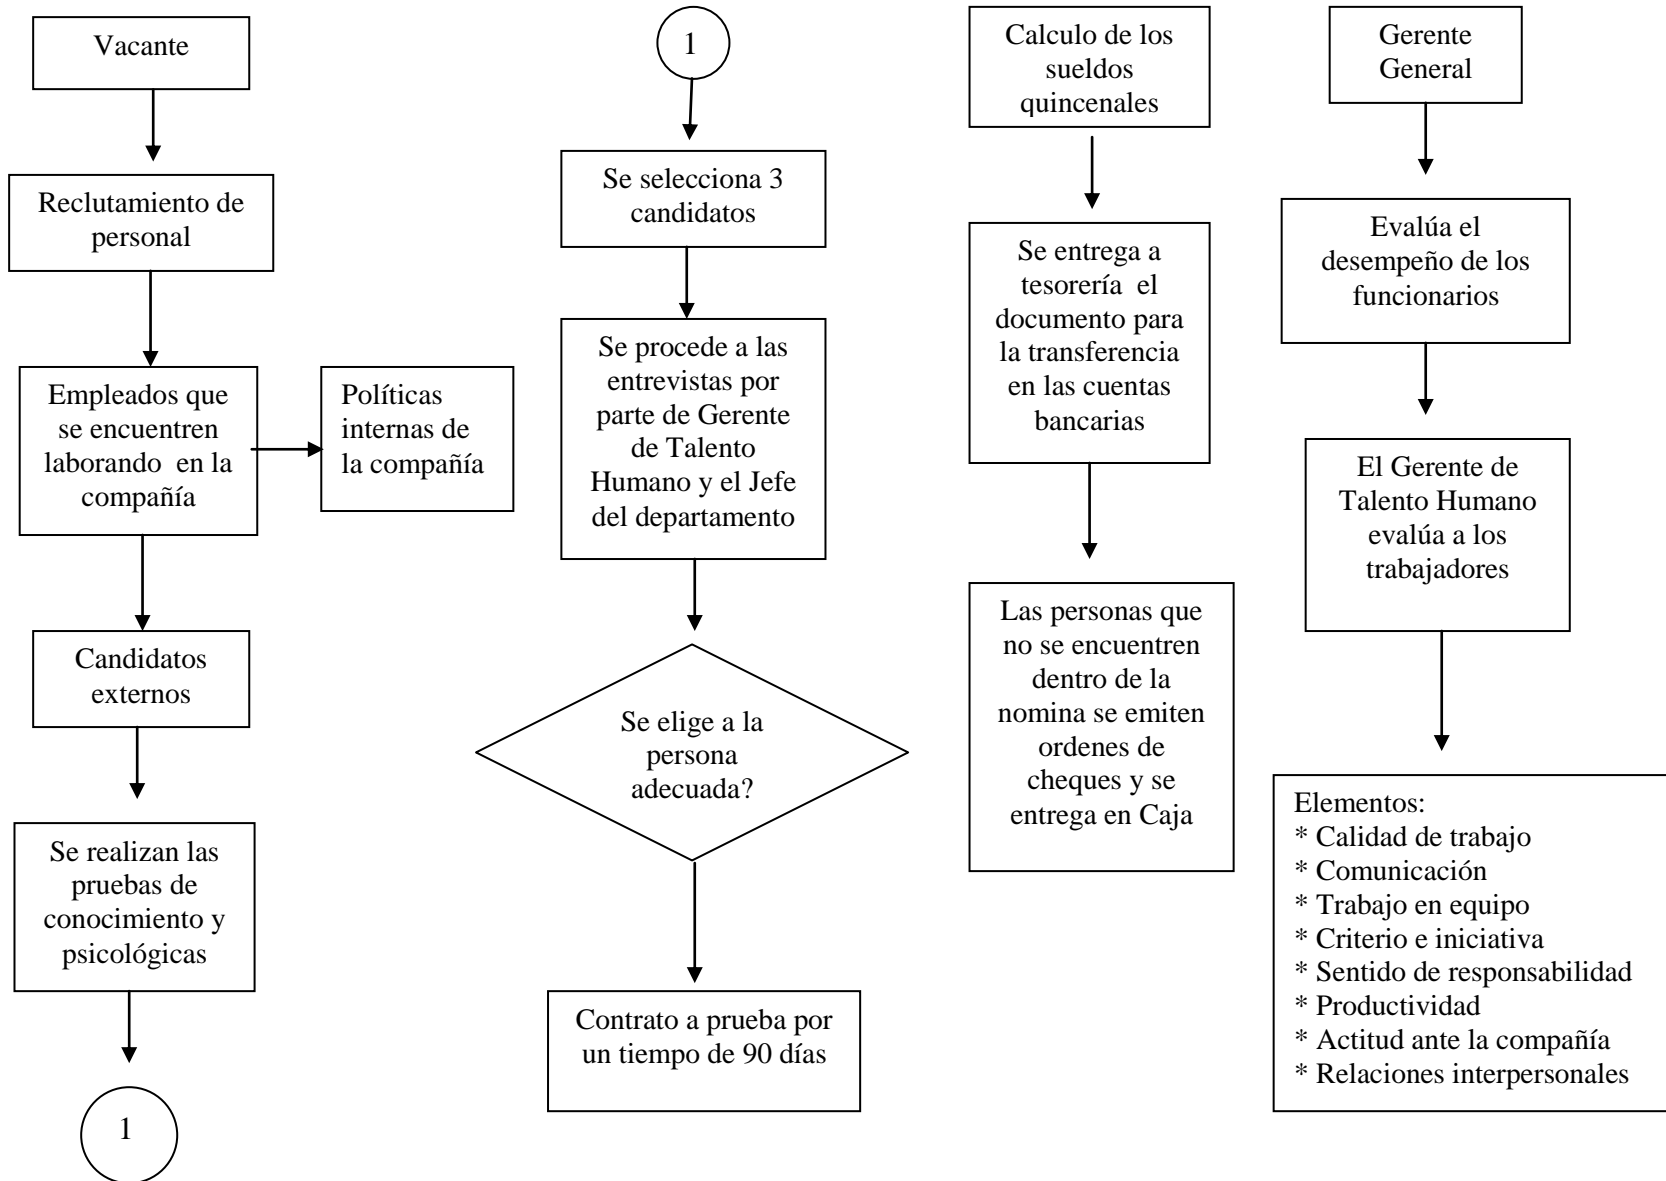 Vacante
Reclutamiento de
personal
Empleados que
se encuentren
laborando en la
compañía
Políticas
internas de
la compañía
Candidatos
externos
Se realizan las
pruebas de
conocimiento y
psicológicas
1
1
Se selecciona 3
candidatos
Se procede a las
entrevistas por
parte de Gerente
de Talento
Humano y el Jefe
del departamento
Se elige a la
persona
adecuada?
Contrato a prueba por
un tiempo de 90 días
Calculo de los
sueldos
quincenales
Se entrega a
tesorería el
documento para
la transferencia
en las cuentas
bancarias
Las personas que
no se encuentren
dentro de la
nomina se emiten
ordenes de
cheques y se
entrega en Caja
Gerente
General
Evalúa el
desempeño de los
funcionarios
El Gerente de
Talento Humano
evalúa a los
trabajadores
Elementos:
* Calidad de trabajo
* Comunicación
* Trabajo en equipo
* Criterio e iniciativa
* Sentido de responsabilidad
* Productividad
* Actitud ante la compañía
* Relaciones interpersonales